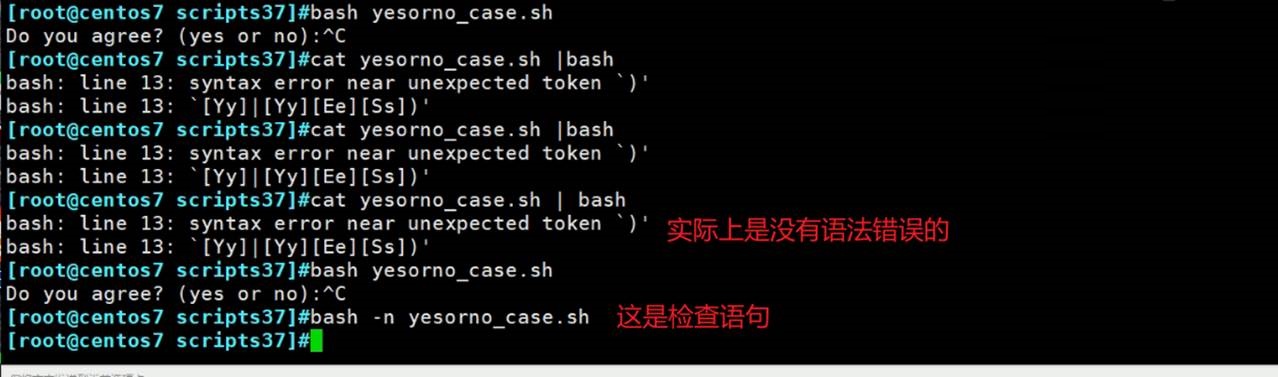 [root@centos7 scripts37]#bash yesorno_case.sh
Do you agree? (yes or no):^C
[root@centos7 scripts37]#cat yesorno_case.sh |bash
bash: line 13: syntax error near unexpected token `)'
bash: line 13: `[Yy]|[Yy][Ee][Ss])'
[root@centos7 scripts37]#cat yesorno_case.sh |bash
bash: line 13: syntax error near unexpected token `)'
bash: line 13: `[Yy]|[Yy][Ee][Ss])'
[root@centos7 scripts37]#cat yesorno_case.sh | bash
bash: line 13: syntax error near unexpected token `)' 实际上是没有语法错误的
bash: line 13: `[Yy]|[Yy][Ee][Ss])'
[root@centos7 scripts37]#bash yesorno_case.sh
Do you agree? (yes or no):^C
[root@centos7 scripts37]#bash -n yesorno_case.sh 这是检查语句
[root@centos7 scripts37]#